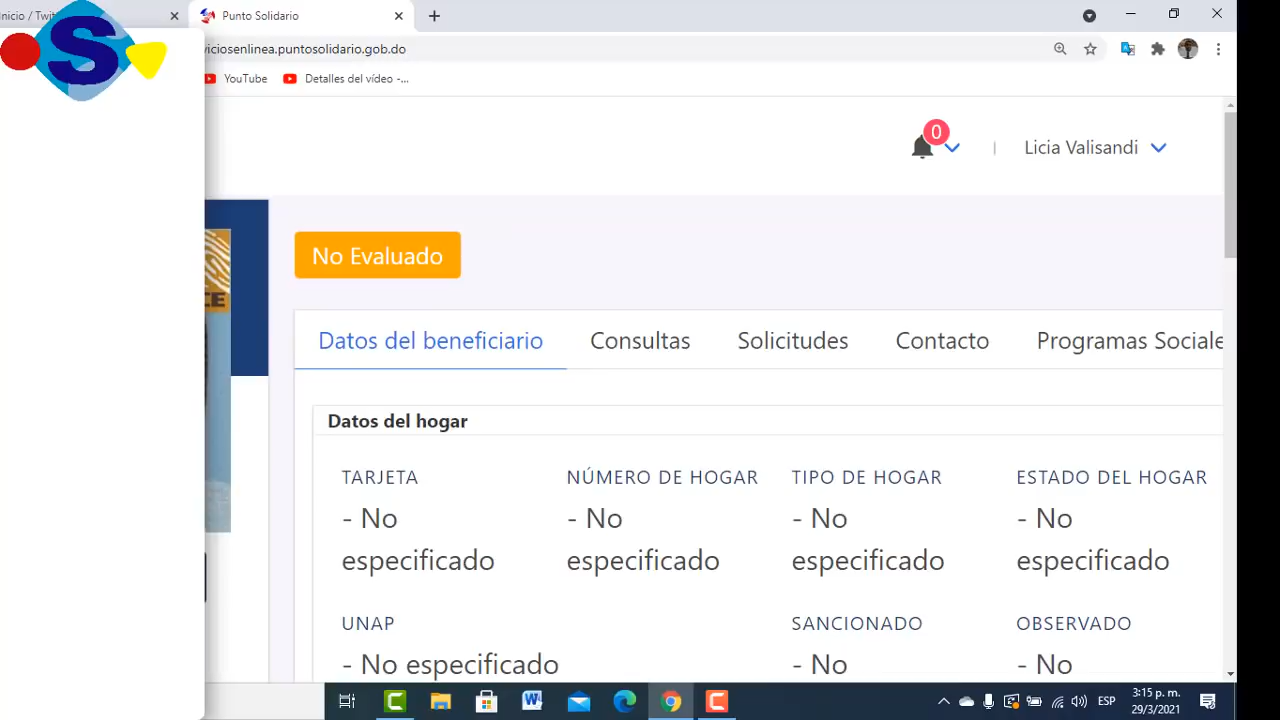 nicio / Twit
Punto Solidario
viciosenlinea.puntosolidario.gob.do
YouTube
Detalles del vídeo -...
0
Licia Valisandi
S
CE
No Evaluado
Datos del beneficiario
Consultas
Solicitudes
Contacto
Programas Sociale
Datos del hogar
TARJETA
NÚMERO DE HOGAR
TIPO DE HOGAR
ESTADO DEL HOGAR
- No
especificado
- No
especificado
- No
especificado
- No
especificado
UNAP
SANCIONADO
OBSERVADO
- No especificado
- No
- No
ESP
3:15 p. m.
29/3/2021